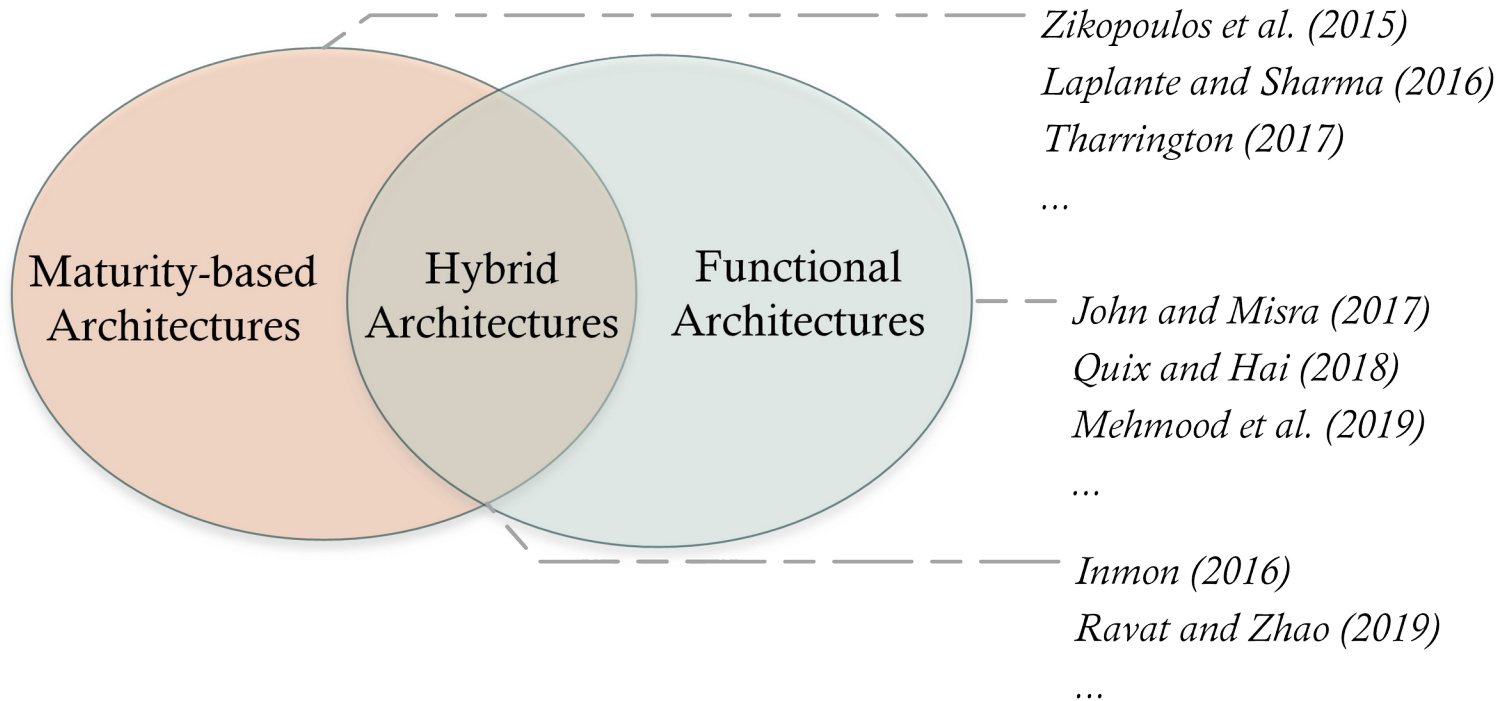 Maturity-based
Architectures
Hybrid
Architectures
Functional
Architectures
Zikopoulos et al. (2015)
Laplante and Sharma (2016)
Tharrington (2017)
...
John and Misra (2017)
Quix and Hai (2018)
Mehmood et al. (2019)
...
Inmon (2016)
Ravat and Zhao (2019)
...